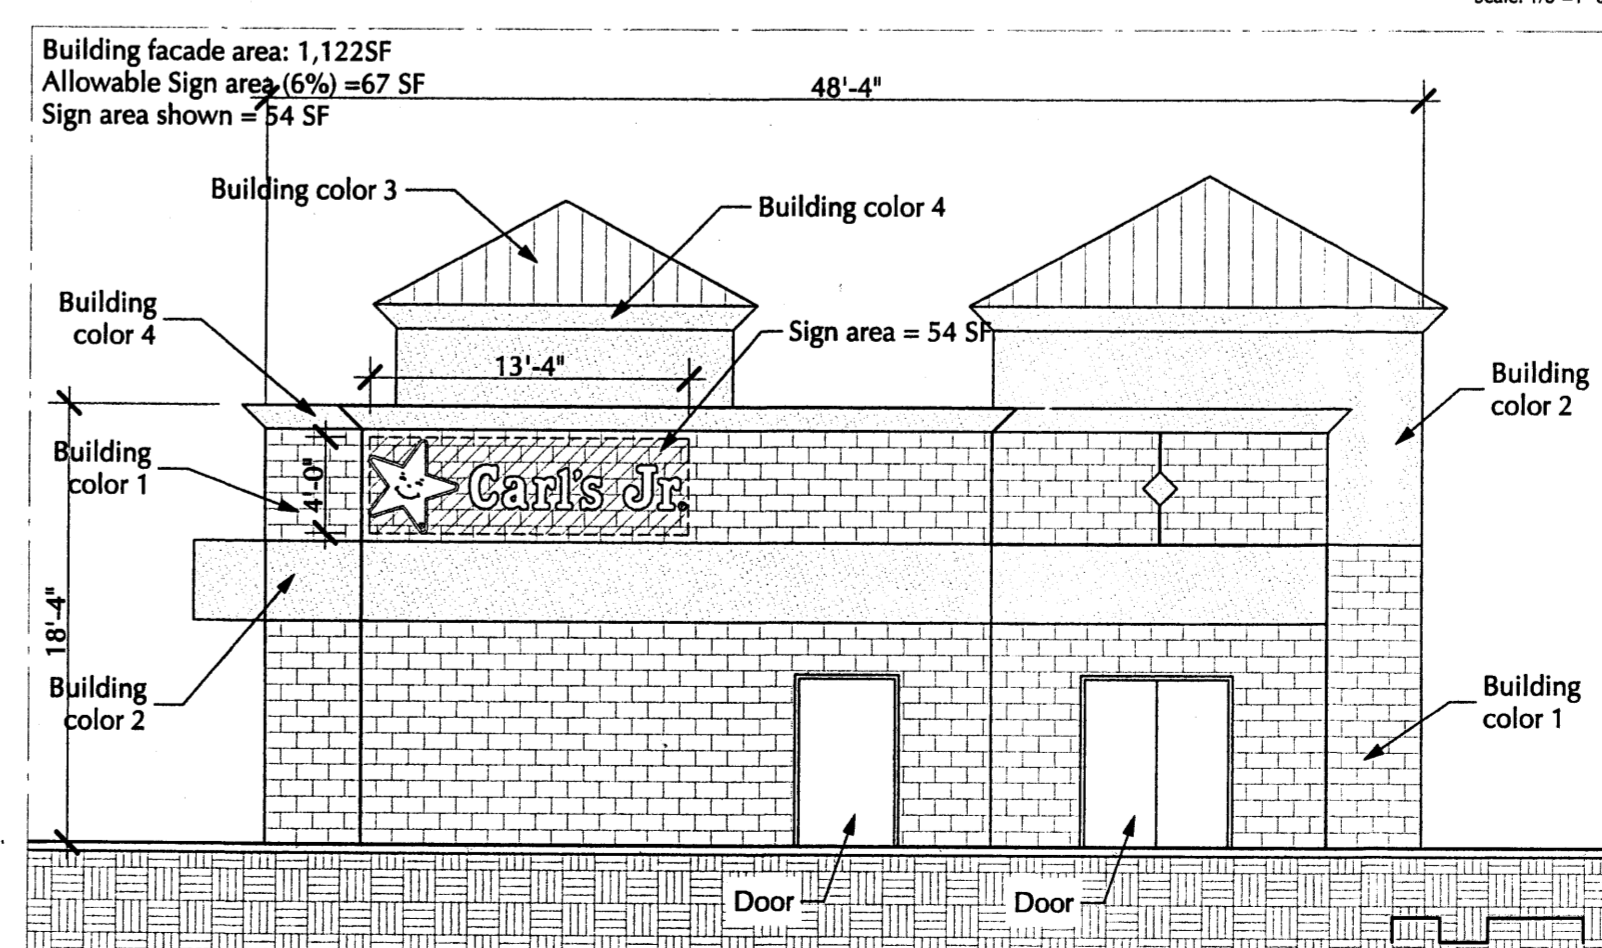 Building facade area: 1,122SF
Allowable Sign area (6%) =67 SF
Sign area shown = 54 SF
48'-4"
Building color 3
Building color 4
Building
color 4
Sign area = 54 SF
13'-4"
Building
color 2
Building
color 1
4'-0"
Carl's Jr.
18'-4"
Building
color 2
Building
color 1
Door
Door